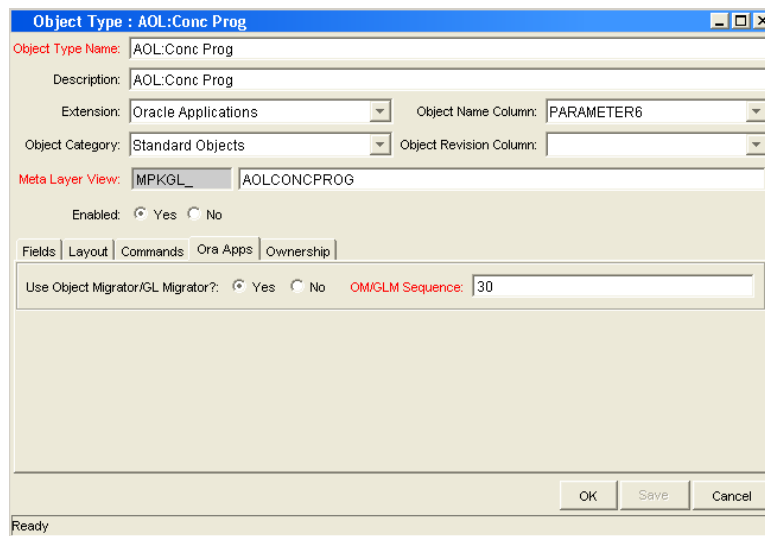 Object Type : AOL:Conc Prog
Object Type Name: AOL:Conc Prog
Description: AOL:Conc Prog
Extension: Oracle Applications Object Name Column: PARAMETER6
Object Category: Standard Objects Object Revision Column:
Meta Layer View: MPKGL_ AOLCONCPROG
Enabled: Yes No
Fields Layout Commands Ora Apps Ownership
Use Object Migrator/GL Migrator?: Yes No OM/GLM Sequence: 30
OK Save Cancel
Ready